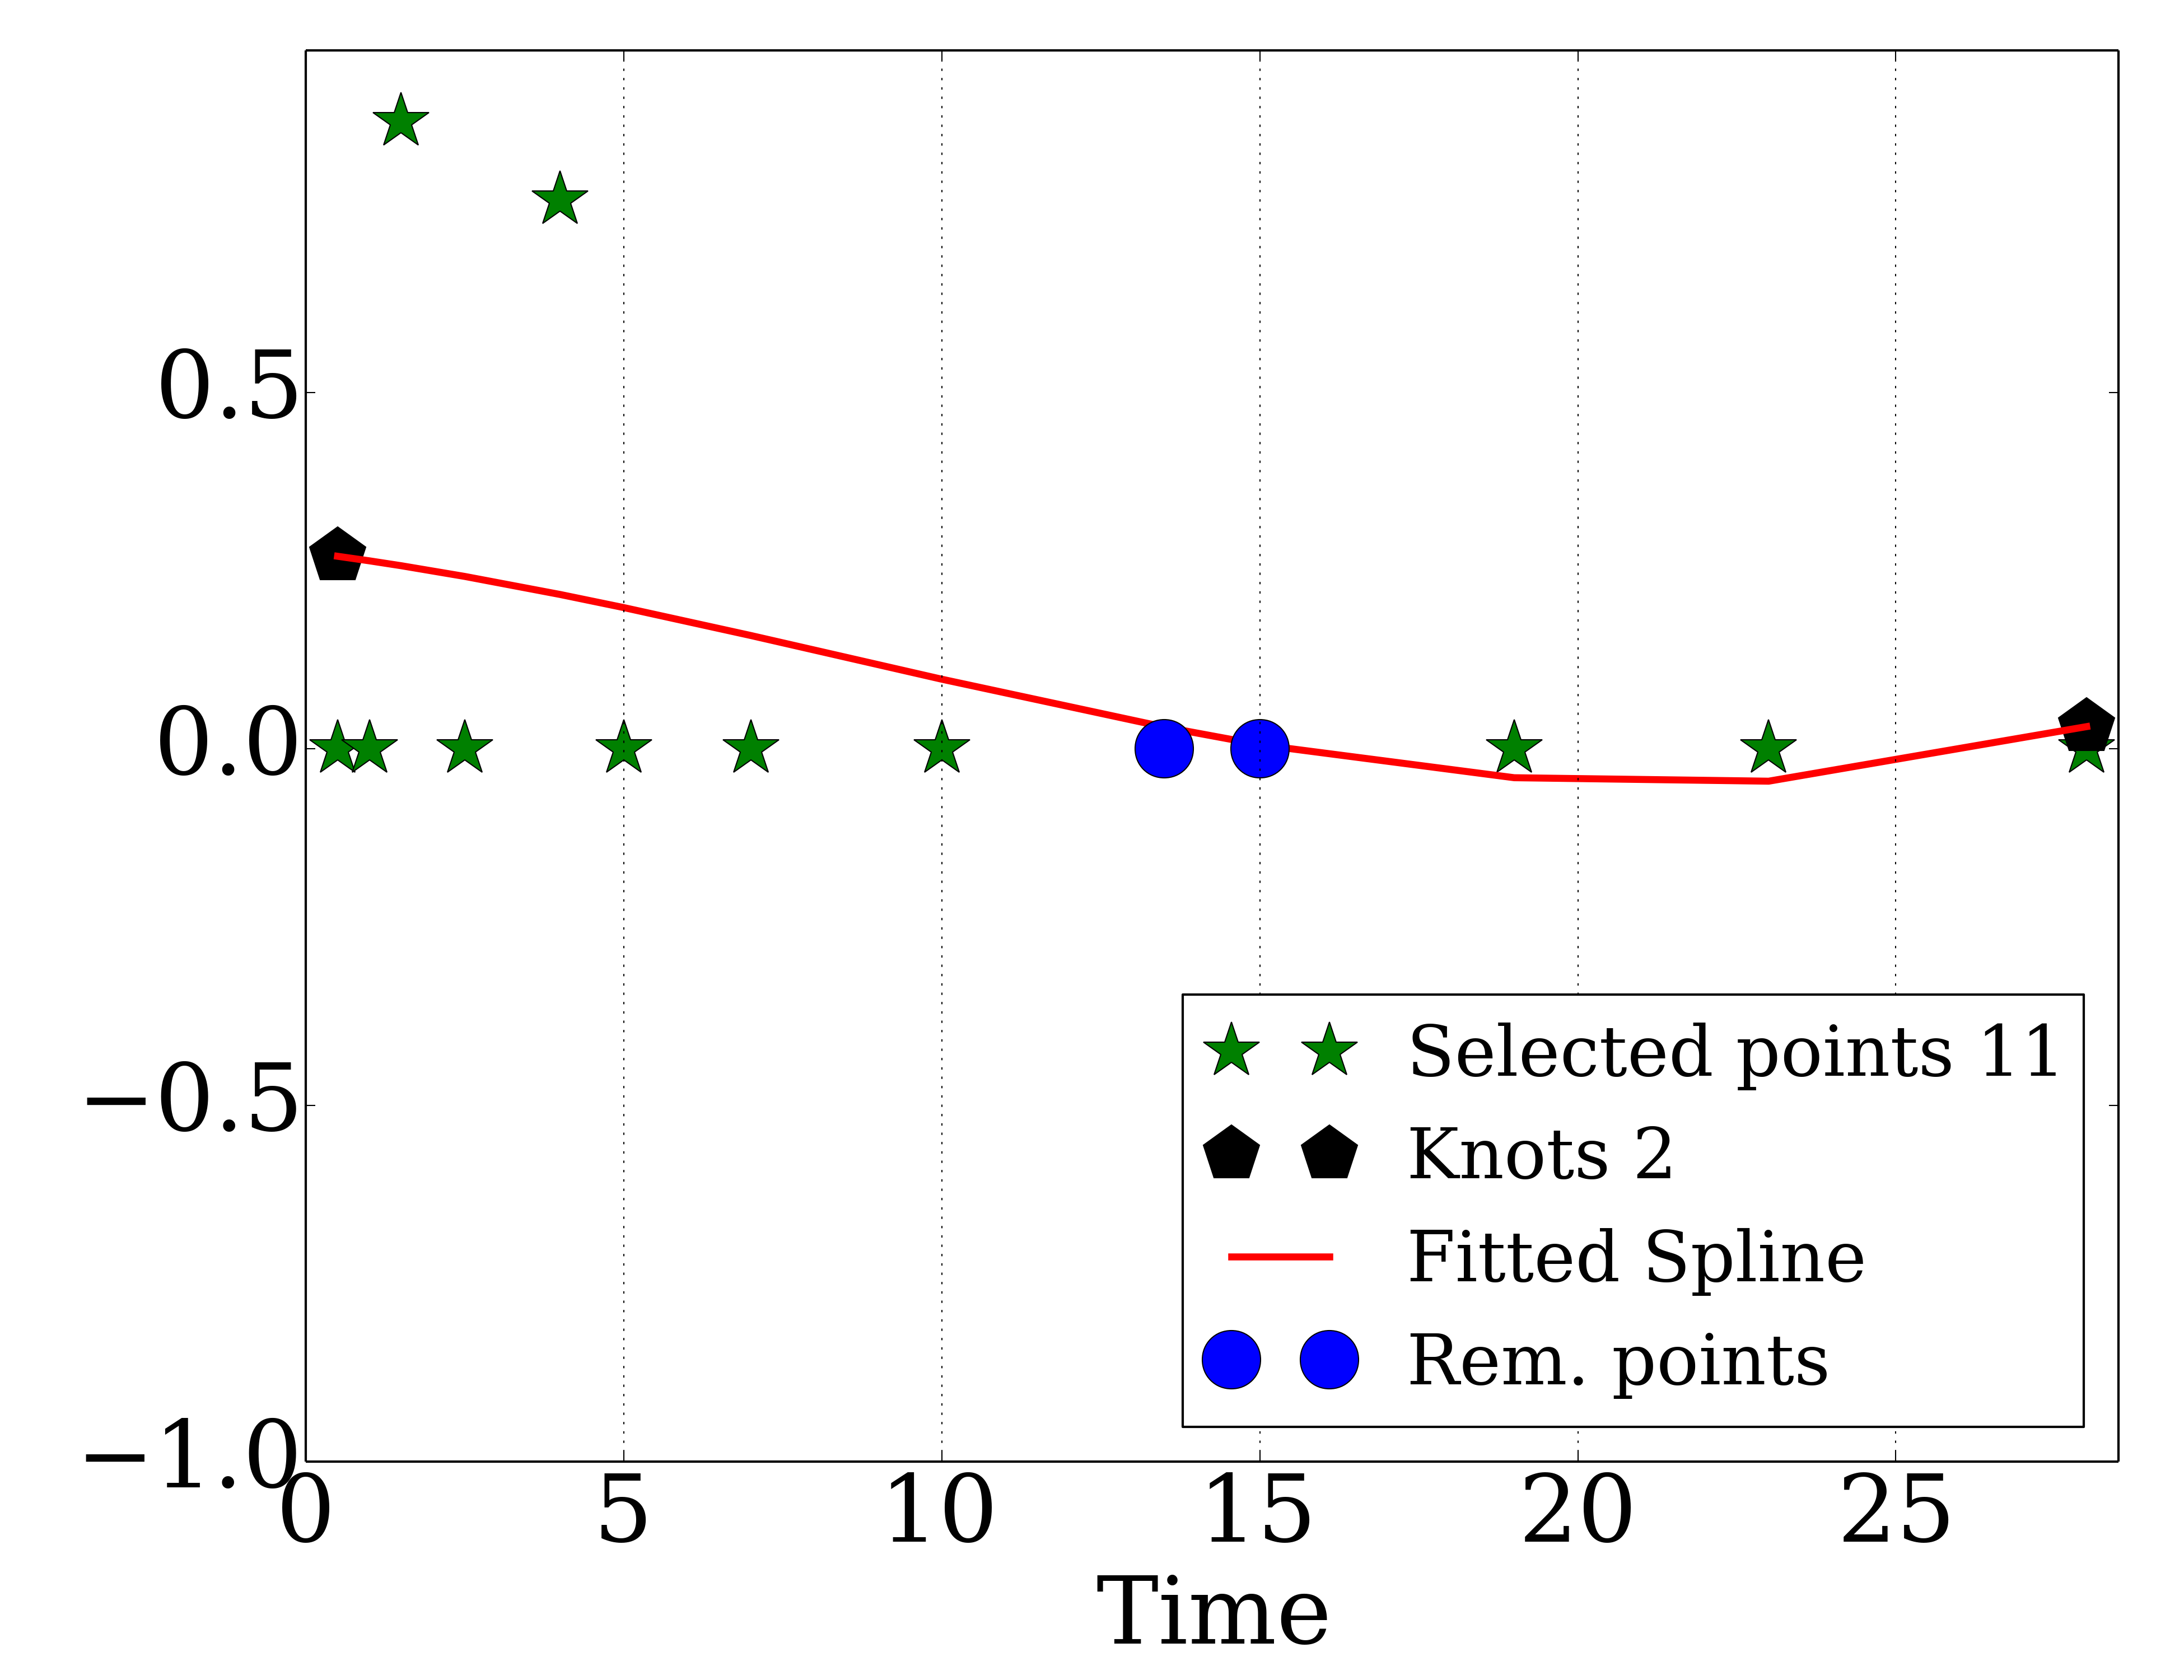 0.5
0.0
−0.5
−1.0
Selected points 11
Knots 2
Fitted Spline
Rem. points
0 5 10 15 20 25
Time